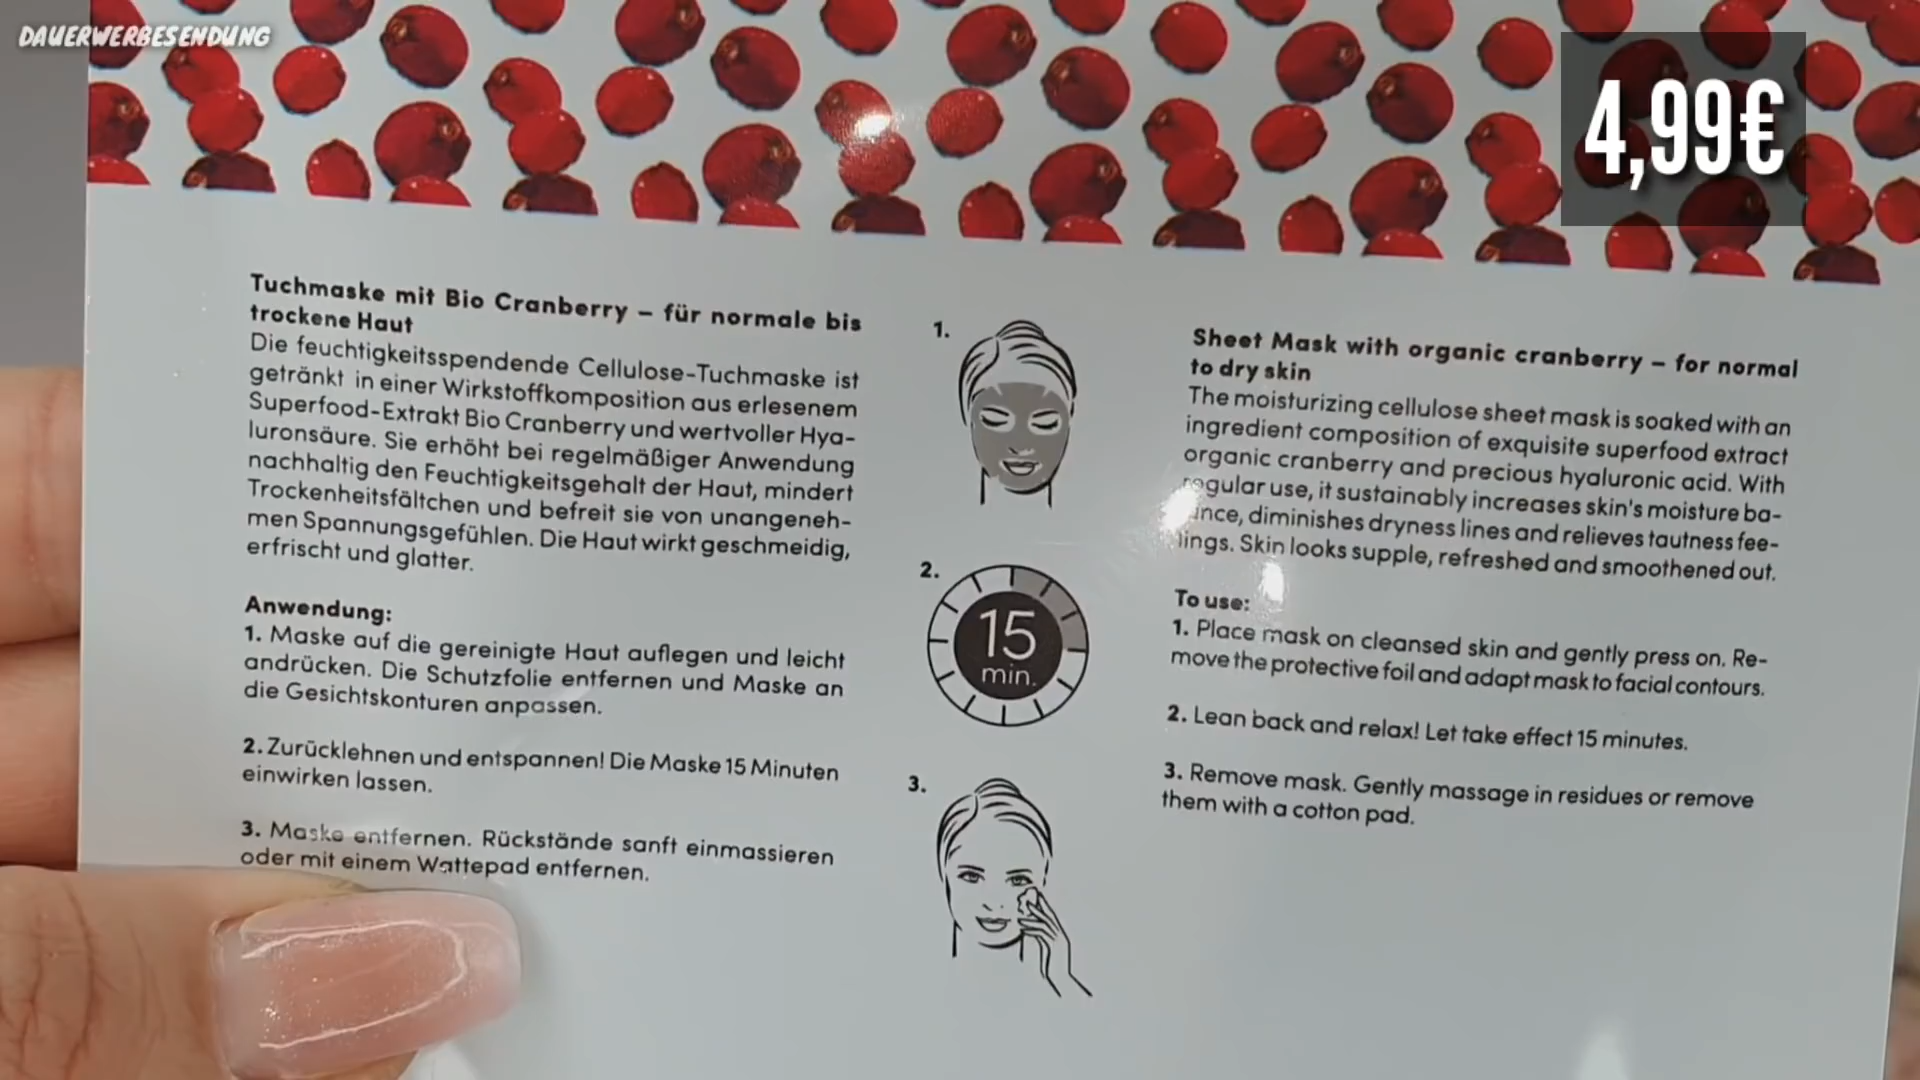 DAUERWERBESENDUNG
4,99€
Tuchmaske mit Bio Cranberry – für normale bis
trockene Haut
Die feuchtigkeitsspendende Cellulose-Tuchmaske ist
getränkt in einer Wirkstoffkomposition aus erlesenem
Superfood-Extrakt Bio Cranberry und wertvoller Hya-
luronsäure. Sie erhöht bei regelmäßiger Anwendung
nachhaltig den Feuchtigkeitsgehalt der Haut, mindert
Trockenheitsfältchen und befreit sie von unangeneh-
men Spannungsgefühlen. Die Haut wirkt geschmeidig,
erfrischt und glatter.
Anwendung:
1. Maske auf die gereinigte Haut auflegen und leicht
andrücken. Die Schutzfolie entfernen und Maske an
die Gesichtskonturen anpassen.
2. Zurücklehnen und entspannen! Die Maske 15 Minuten
einwirken lassen.
3. Maske entfernen. Rückstände sanft einmassieren
oder mit einem Wattepad entfernen.
1.
2.
15
min.
3.
Sheet Mask with organic cranberry – for normal
to dry skin
The moisturizing cellulose sheet mask is soaked with an
ingredient composition of exquisite superfood extract
organic cranberry and precious hyaluronic acid. With
regular use, it sustainably increases skin's moisture ba-
ance, diminishes dryness lines and relieves tautness fee-
lings. Skin looks supple, refreshed and smoothened out.
To use:
1. Place mask on cleansed skin and gently press on. Re-
move the protective foil and adapt mask to facial contours.
2. Lean back and relax! Let take effect 15 minutes.
3. Remove mask. Gently massage in residues or remove
them with a cotton pad.